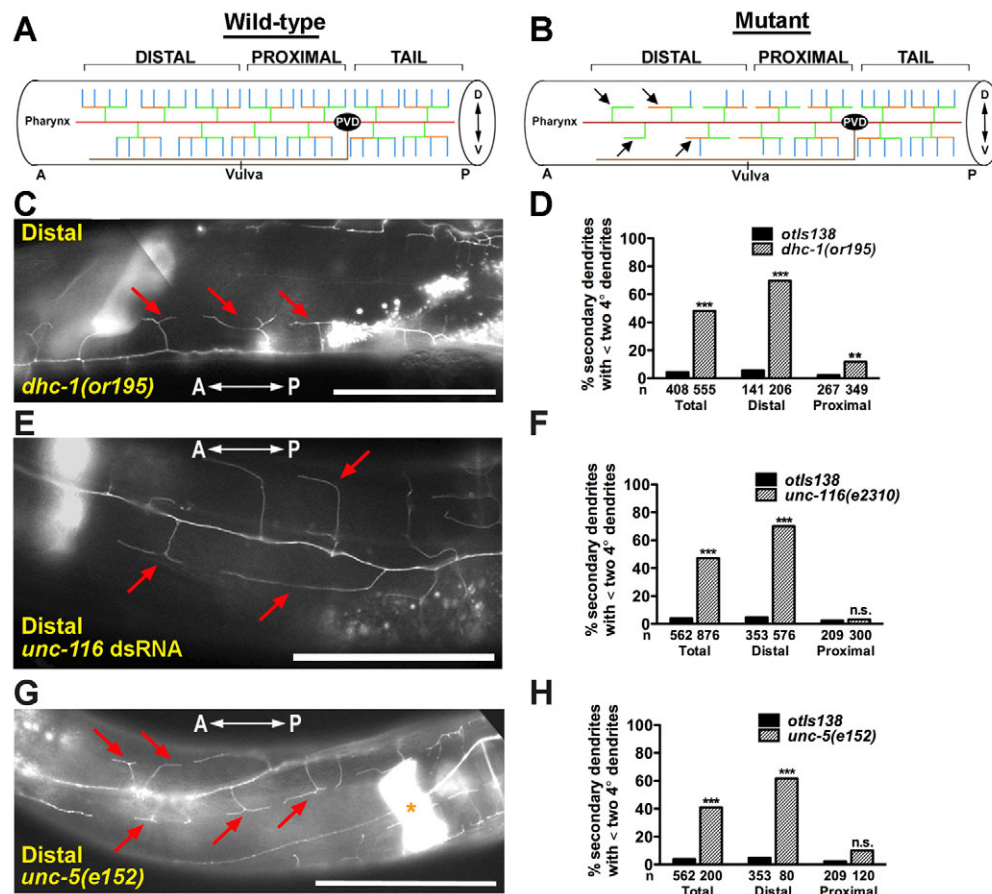 A
Wild-type
DISTAL PROXIMAL TAIL
Pharynx
PVD
D
V
A Vulva P
B
Mutant
DISTAL PROXIMAL TAIL
Pharynx
PVD
D
V
A Vulva P
C
Distal
dhc-1(or195)
A P
D
% secondary dendrites
with < two 4° dendrites
otIs138
dhc-1(or195)
100
80
60
40
20
0
***
***
**
n 408 555 141 206 267 349
Total Distal Proximal
E
A P
Distal
unc-116 dsRNA
F
% secondary dendrites
with < two 4° dendrites
otIs138
unc-116(e2310)
100
80
60
40
20
0
***
***
n.s.
n 562 876 353 576 209 300
Total Distal Proximal
G
A P
*
Distal
unc-5(e152)
H
% secondary dendrites
with < two 4° dendrites
otIs138
unc-5(e152)
100
80
60
40
20
0
***
***
n.s.
n 562 200 353 80 209 120
Total Distal Proximal